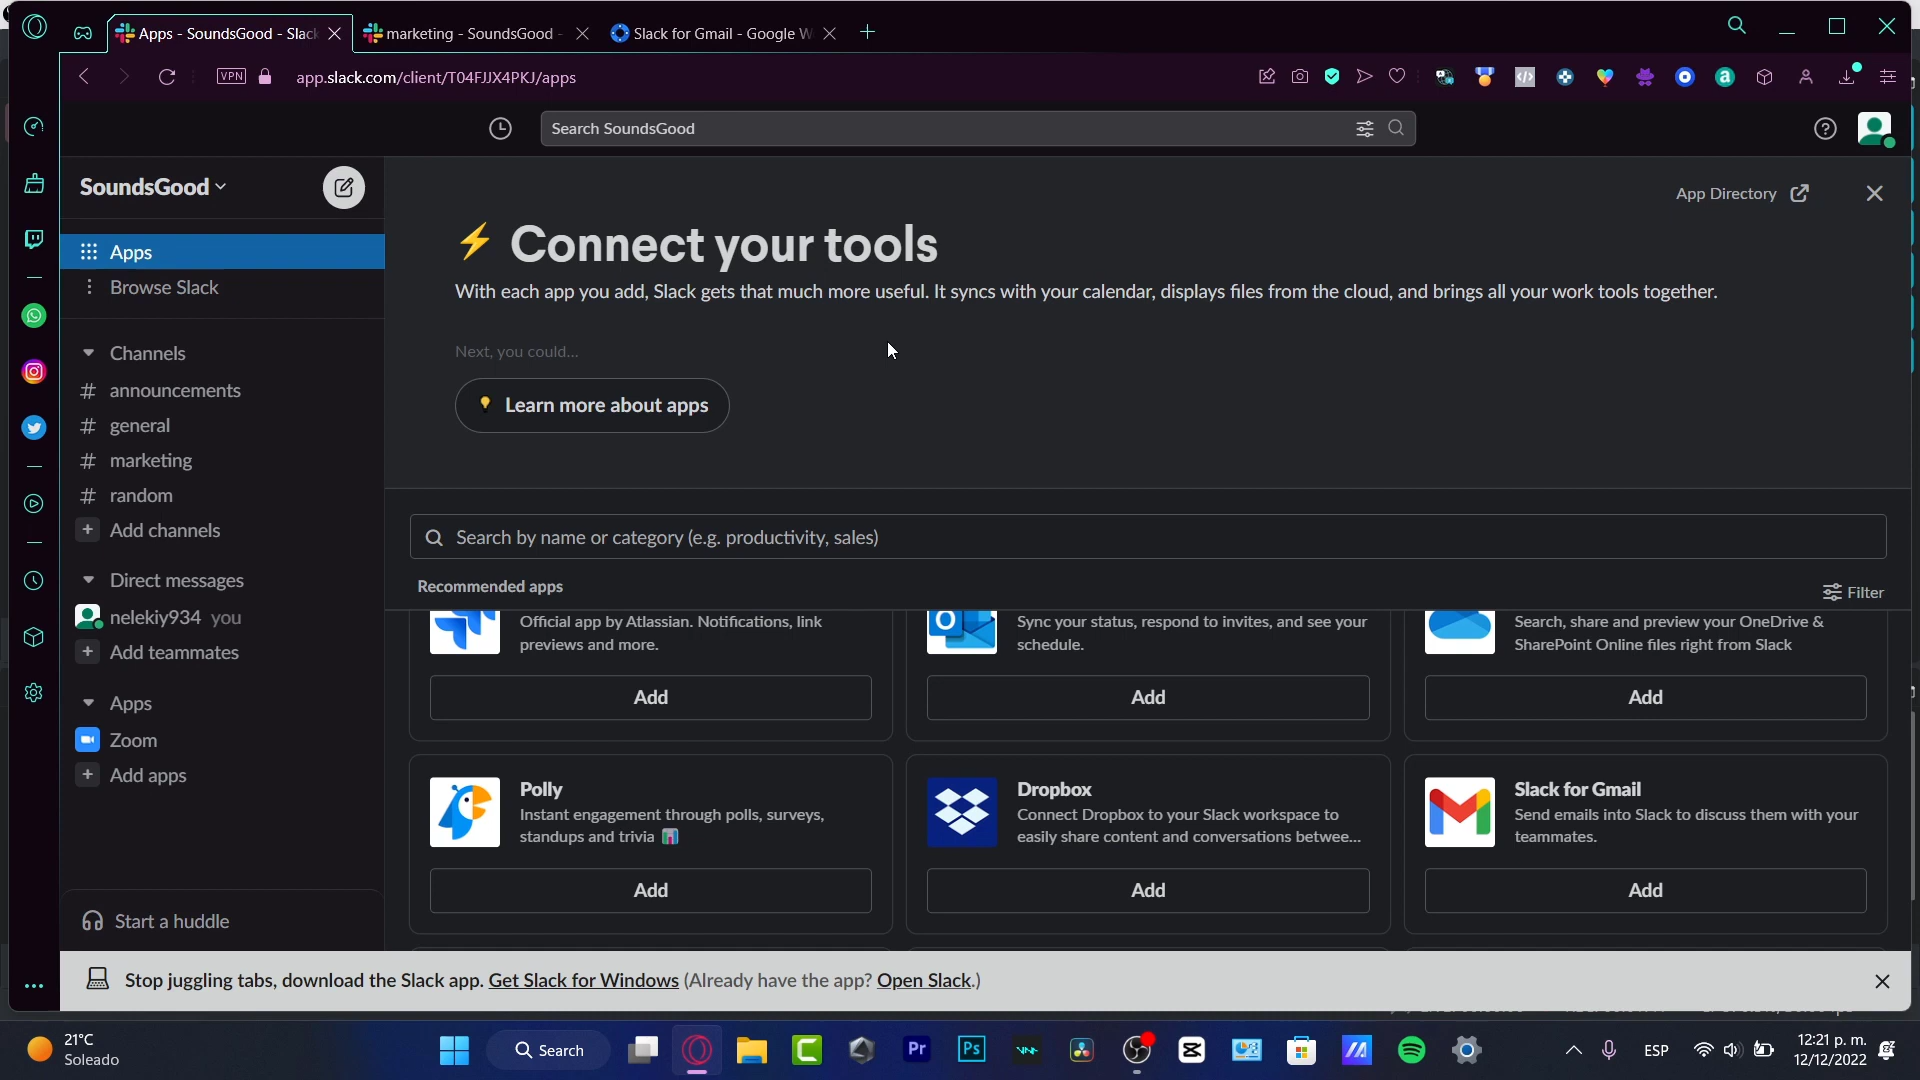 Apps - SoundsGood - Slack
marketing - SoundsGood -
Slack for Gmail - Google W
VPN
app.slack.com/client/T04FJJX4PKJ/apps
Search SoundsGood
SoundsGood
Apps
Browse Slack
Channels
# announcements
# general
# marketing
# random
+ Add channels
Direct messages
nelekiy934 you
+ Add teammates
Apps
Zoom
+ Add apps
Start a huddle
App Directory
Connect your tools
With each app you add, Slack gets that much more useful. It syncs with your calendar, displays files from the cloud, and brings all your work tools together.
Next, you could...
Learn more about apps
Search by name or category (e.g. productivity, sales)
Recommended apps
Filter
Official app by Atlassian. Notifications, link
previews and more.
Add
Sync your status, respond to invites, and see your
schedule.
Add
Search, share and preview your OneDrive &
SharePoint Online files right from Slack
Add
Polly
Instant engagement through polls, surveys,
standups and trivia
Add
Dropbox
Connect Dropbox to your Slack workspace to
easily share content and conversations betwee...
Add
Slack for Gmail
Send emails into Slack to discuss them with your
teammates.
Add
Stop juggling tabs, download the Slack app. Get Slack for Windows (Already have the app? Open Slack.)
21°C
Soleado
Search
Pr
Ps
ESP
12:21 p. m.
12/12/2022